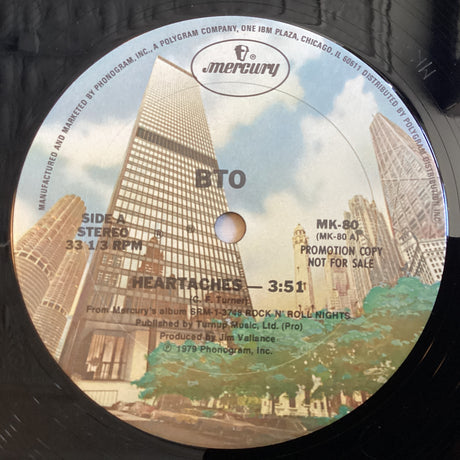 MANUFACTURED AND MARKETED BY PHONOGRAM, INC., A POLYGRAM COMPANY, ONE IBM PLAZA, CHICAGO, IL 60611 DISTRIBUTED BY POLYGRAM DISTRIBUTION, INC.
mercury ®
BTO
SIDE A
STEREO
33 1/3 RPM
MK-80
(MK-80 A)
PROMOTION COPY
NOT FOR SALE
HEARTACHES — 3:51
(C. F. Turner)
From Mercury's album SRM-1-3748 ROCK N' ROLL NIGHTS
Published by Turnup Music, Ltd. (Pro)
Produced by Jim Vallance
℗ 1979 Phonogram, Inc.